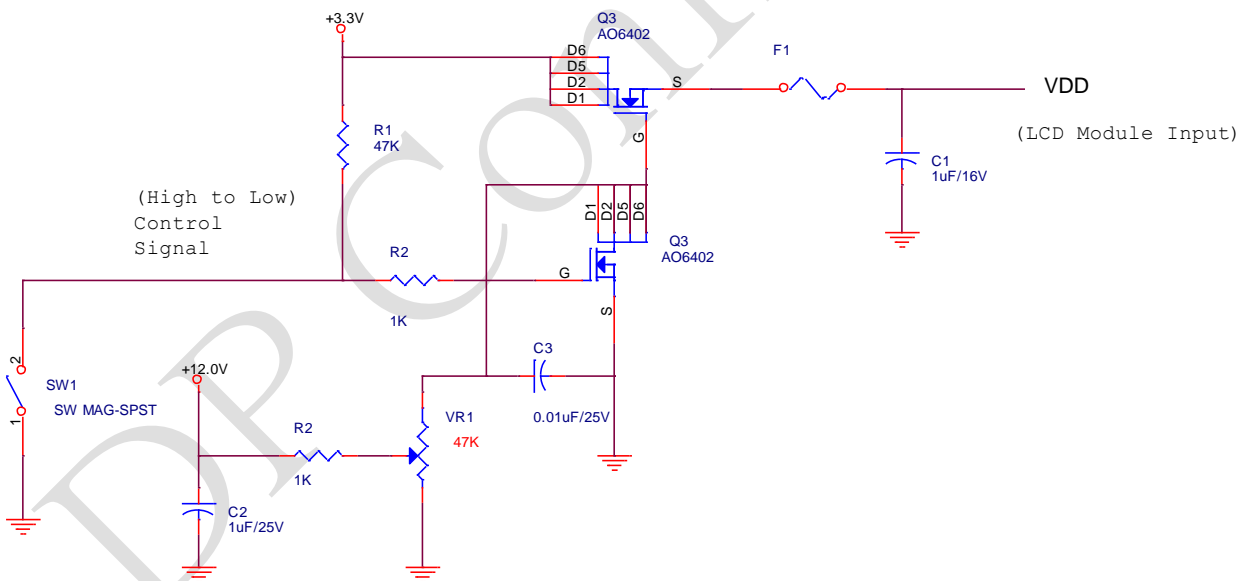 +3.3V
Q3
AO6402
D6
D5
D2
D1
S
G
F1
VDD
(LCD Module Input)
R1
47K
C1
1uF/16V
(High to Low)
Control
Signal
D1
D2
D5
D6
Q3
AO6402
R2
1K
G
S
2
1
SW1
SW MAG-SPST
+12.0V
C3
0.01uF/25V
VR1
47K
R2
1K
C2
1uF/25V